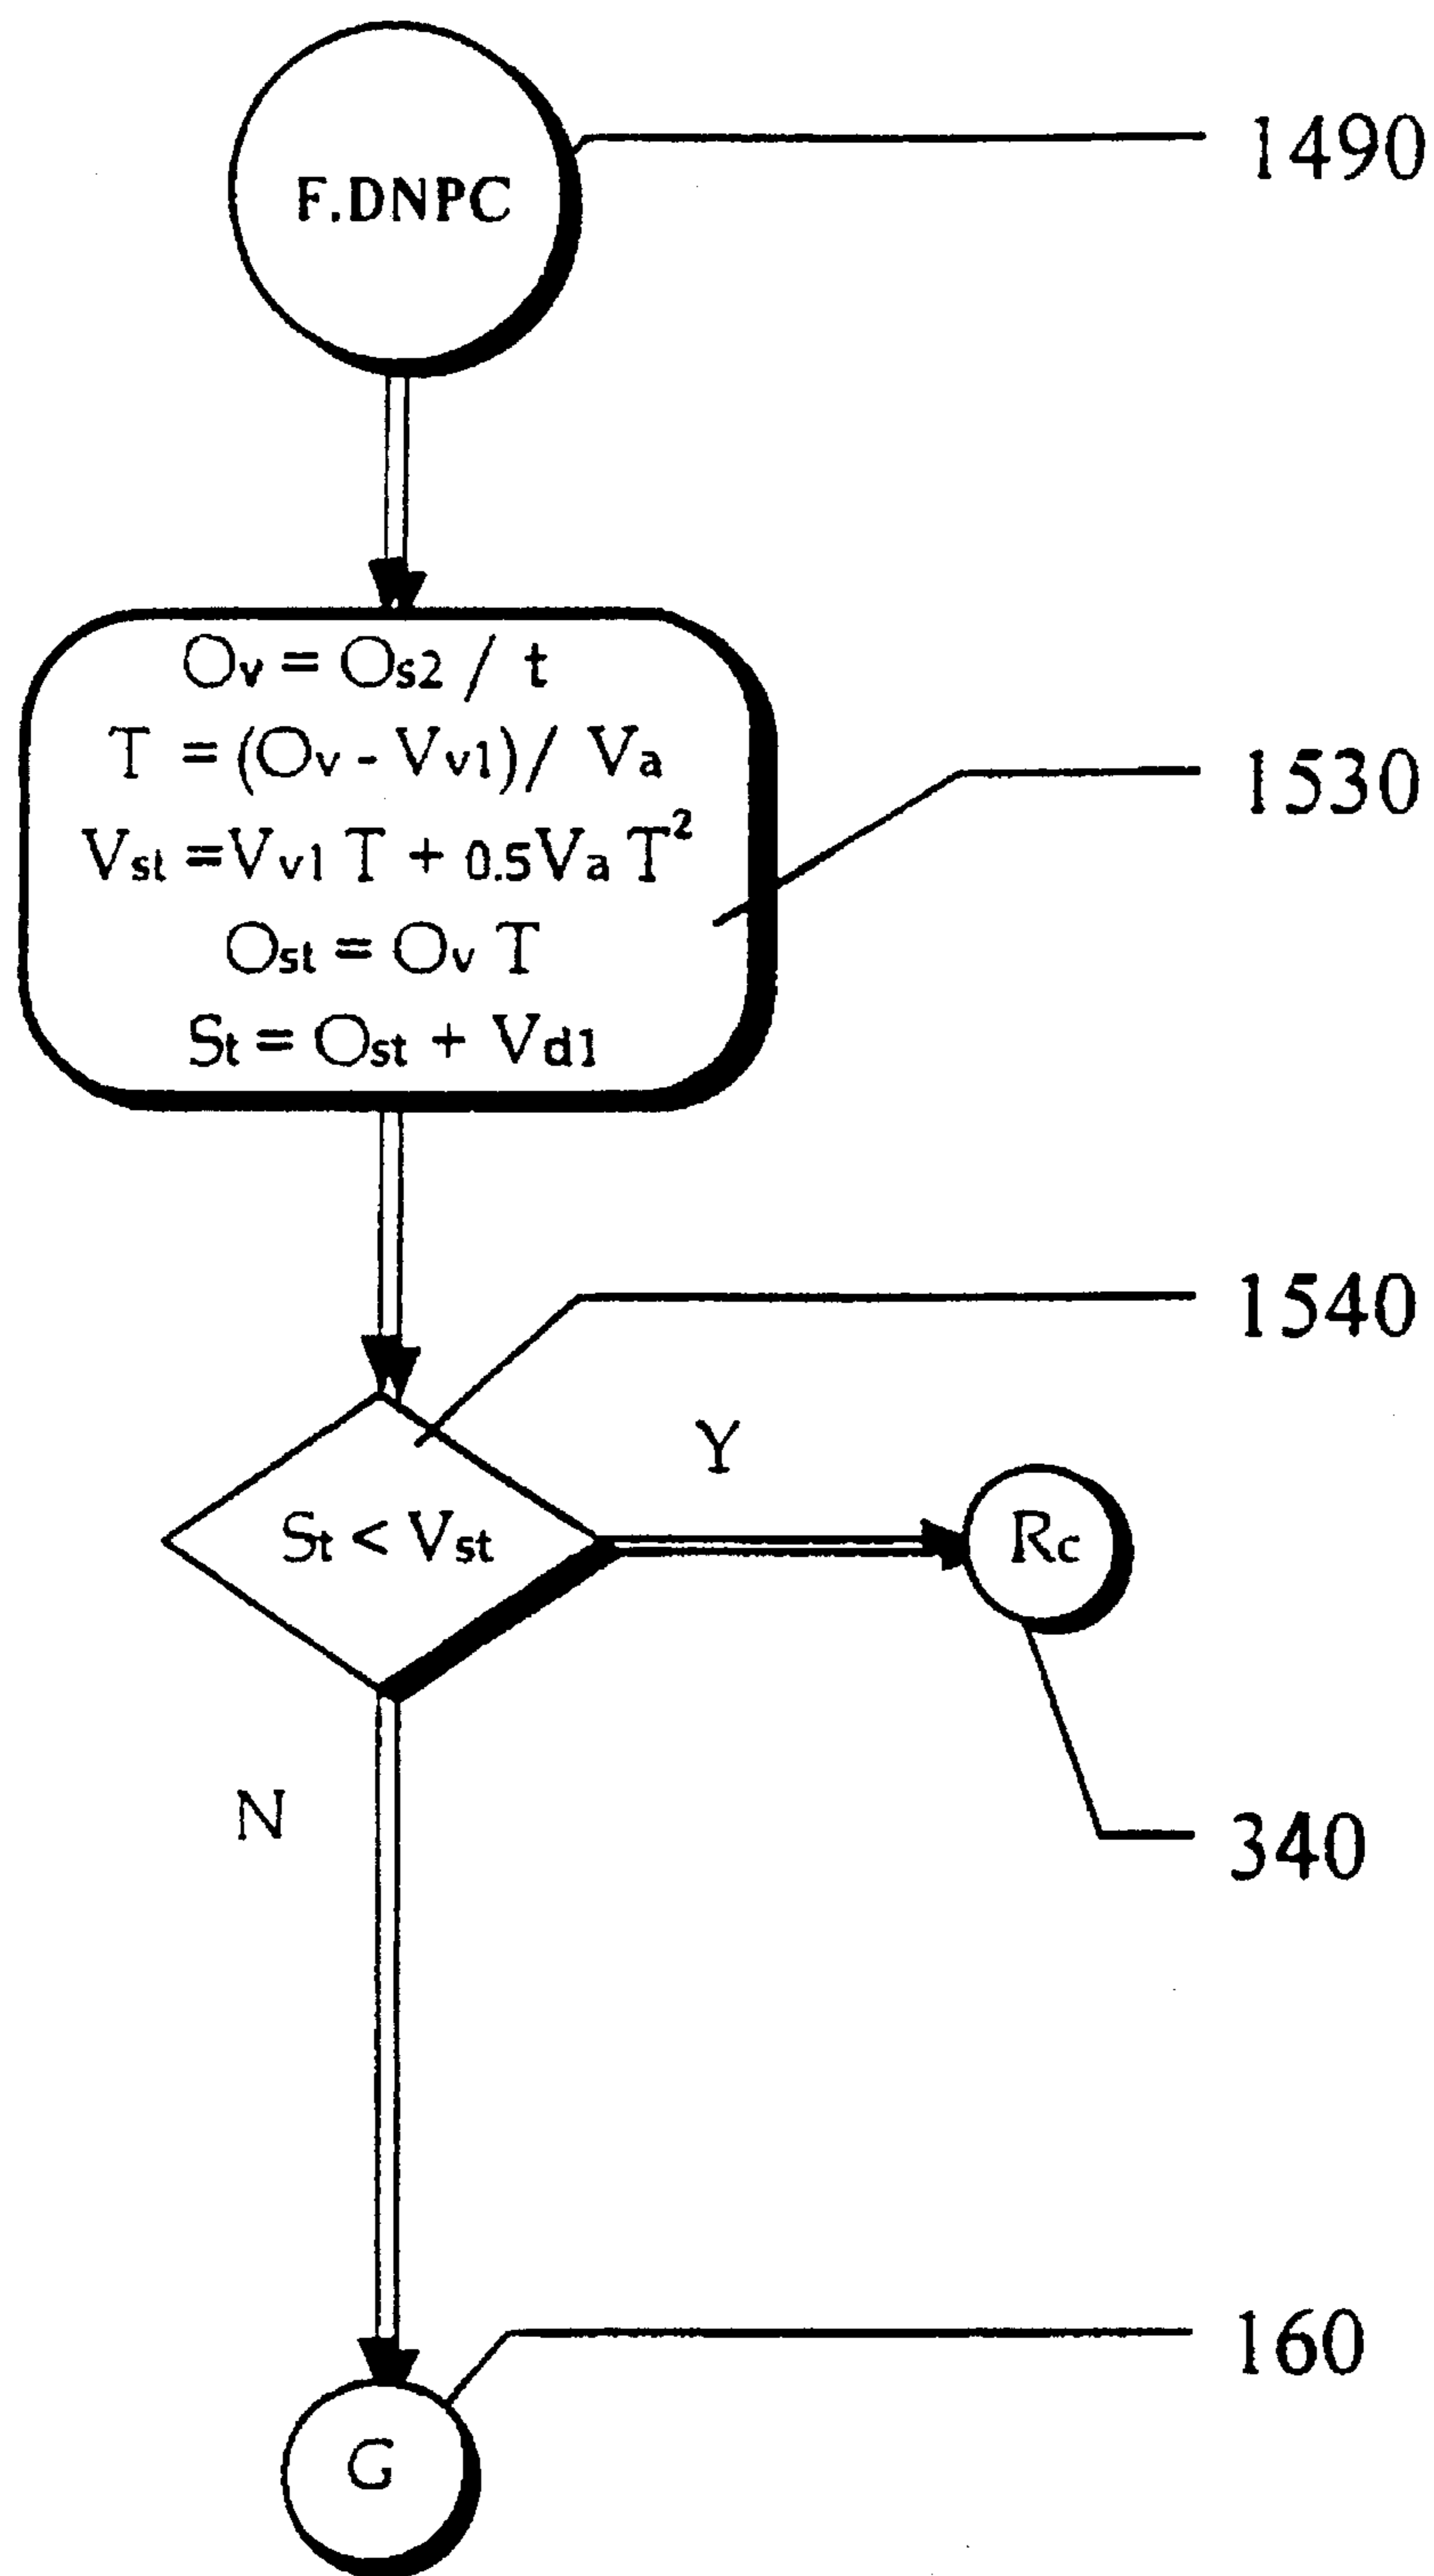 F.DNPC
1490
Ov = Os2 / t
T = (Ov - Vv1) / Va
Vst = Vv1 T + 0.5Va T²
Ost = Ov T
St = Ost + Vd1
1530
1540
St < Vst
Y
Rc
340
N
160
G